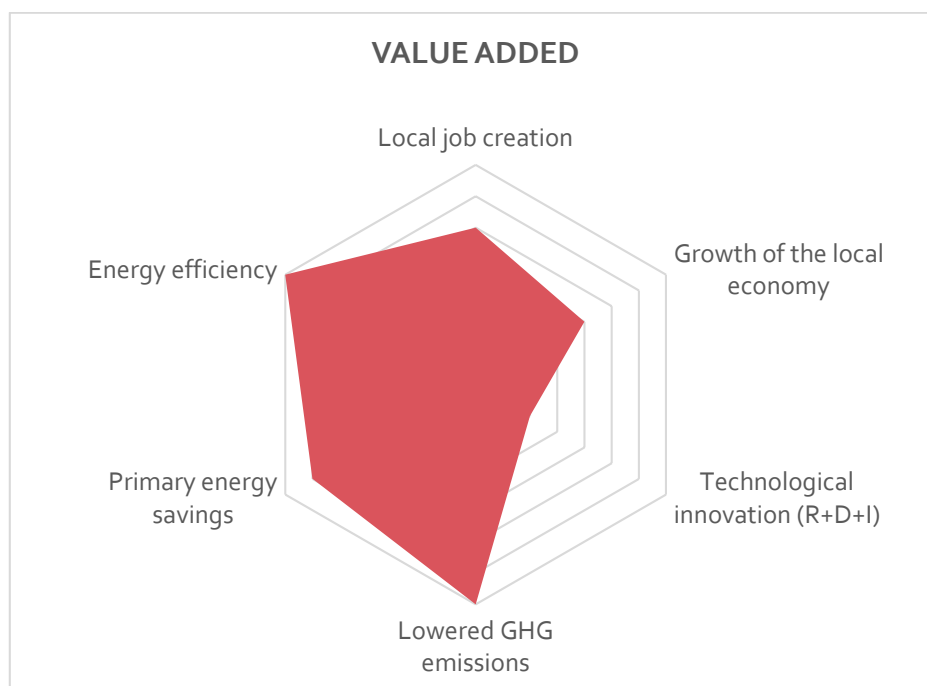 VALUE ADDED
Local job creation
Growth of the local
economy
Energy efficiency
Primary energy
savings
Technological
innovation (R+D+I)
Lowered GHG
emissions